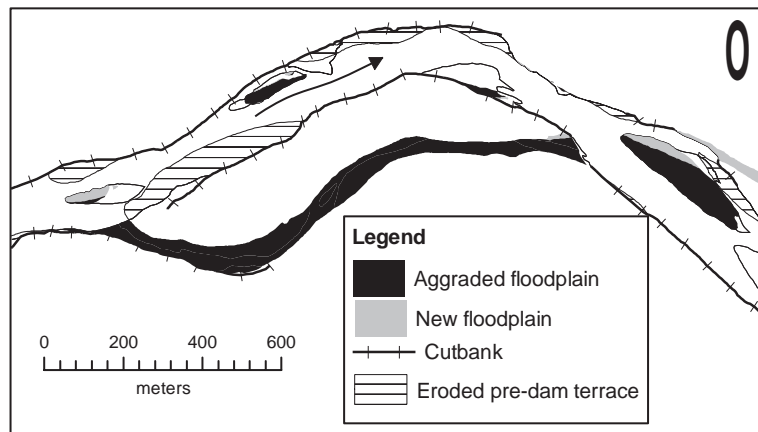 0
Legend
Aggraded floodplain
New floodplain
Cutbank
Eroded pre-dam terrace
0 200 400 600
meters